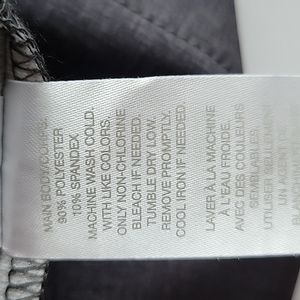 MAIN BODY/CORPS:
90% POLYESTER
10% SPANDEX
MACHINE WASH COLD.
WITH LIKE COLORS.
ONLY NON-CHLORINE
BLEACH IF NEEDED.
TUMBLE DRY LOW.
REMOVE PROMPTLY.
COOL IRON IF NEEDED.
LAVER À LA MACHINE
À L'EAU FROIDE.
AVEC DES COULEURS
SEMBLABLES.
UTILISER SEULEMENT
UN AGENT DE